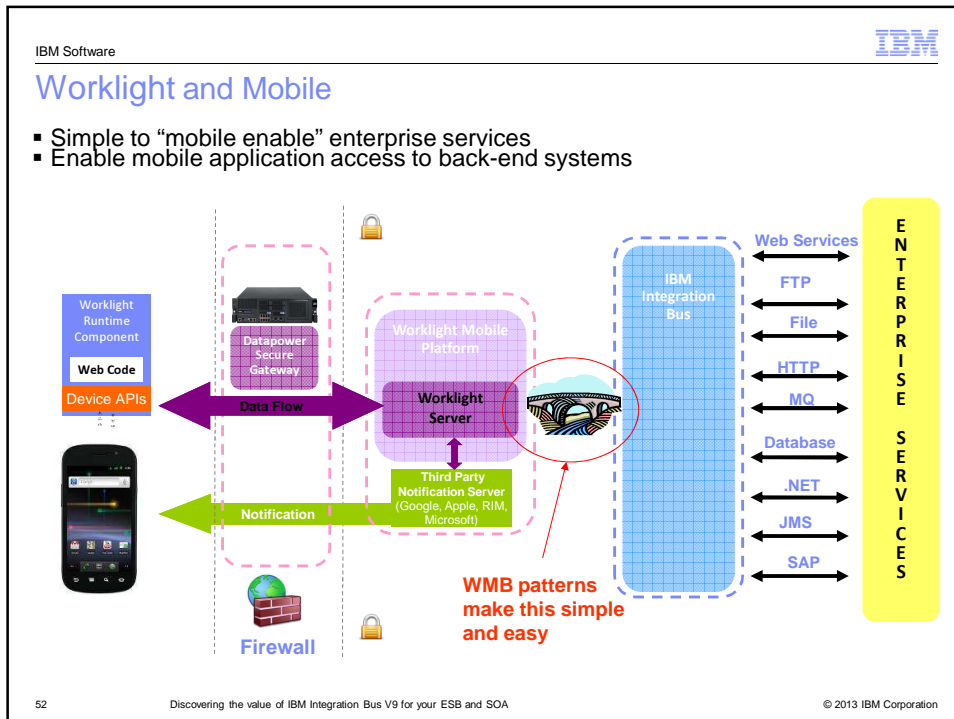 IBM Software
IBM
Worklight and Mobile
▪ Simple to “mobile enable” enterprise services
▪ Enable mobile application access to back-end systems
Worklight
Runtime
Component
Web Code
Device APIs
Datapower
Secure
Gateway
Data Flow
Notification
Firewall
Worklight Mobile
Platform
Worklight
Server
Third Party
Notification Server
(Google, Apple, RIM,
Microsoft)
WMB patterns
make this simple
and easy
IBM
Integration
Bus
Web Services
FTP
File
HTTP
MQ
Database
.NET
JMS
SAP
ENTERPRISE SERVICES
52
Discovering the value of IBM Integration Bus V9 for your ESB and SOA
© 2013 IBM Corporation